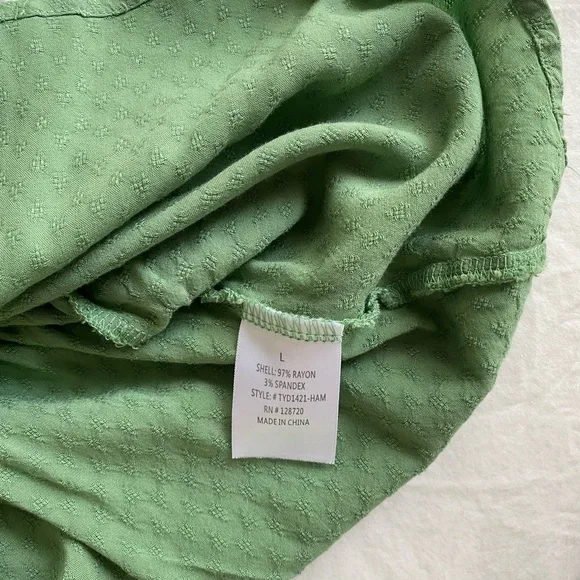 L
SHELL: 97% RAYON
3% SPANDEX
STYLE: # TYD1421-HAM
RN # 128720
MADE IN CHINA